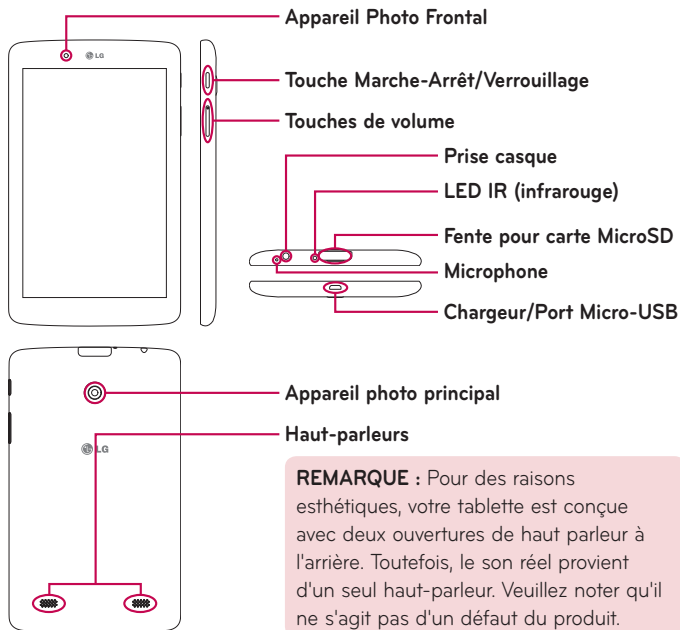 Appareil Photo Frontal
LG
Touche Marche-Arrêt/Verrouillage
Touches de volume
Prise casque
LED IR (infrarouge)
Fente pour carte MicroSD
Microphone
Chargeur/Port Micro-USB
Appareil photo principal
Haut-parleurs
LG
REMARQUE : Pour des raisons
esthétiques, votre tablette est conçue
avec deux ouvertures de haut parleur à
l'arrière. Toutefois, le son réel provient
d'un seul haut-parleur. Veuillez noter qu'il
ne s'agit pas d'un défaut du produit.